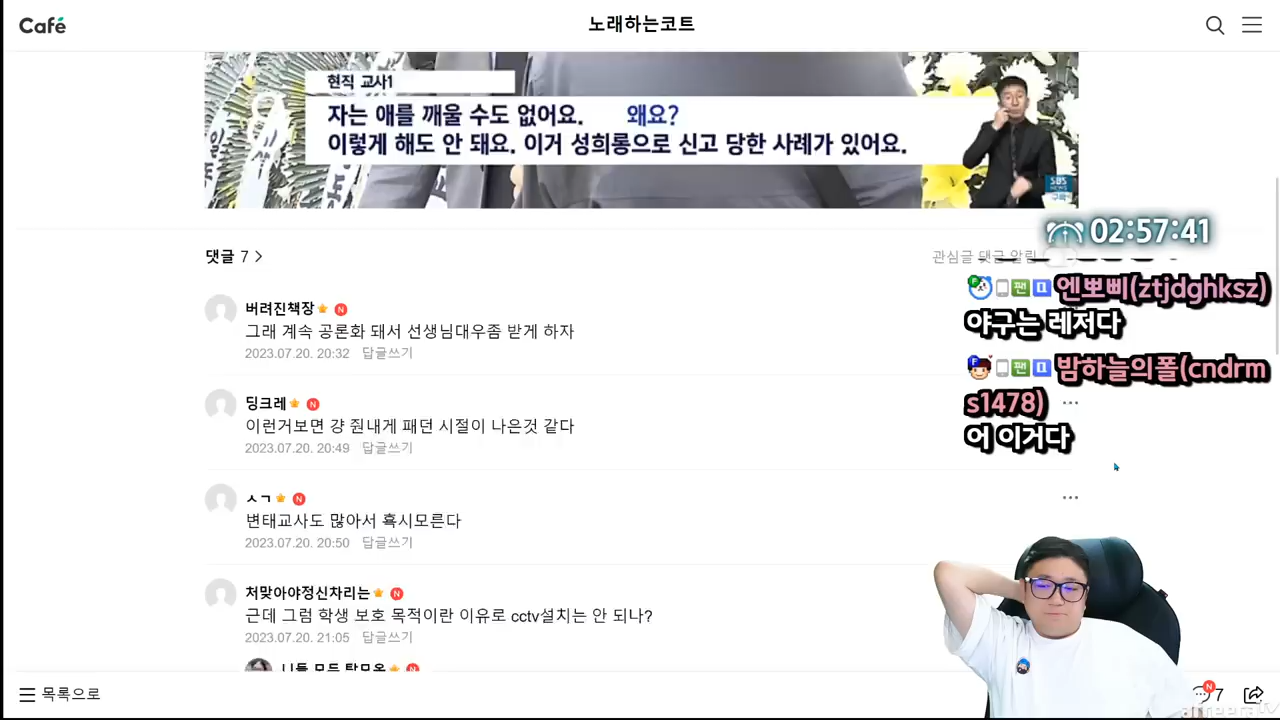 Café
노래하는코트
현직 교사1
자는 애를 깨울 수도 없어요. 왜요?
이렇게 해도 안 돼요. 이거 성희롱으로 신고 당한 사례가 있어요.
SBS
NEWS
구독
02:57:41
댓글 7
관심글 댓글 알림
팬
엔뽀삐(ztjdghksz)
야구는 레저다
팬
밤하늘의폴(cndrm
s1478)
어 이거다
버려진책장 N
그래 계속 공론화 돼서 선생님대우좀 받게 하자
2023.07.20. 20:32 답글쓰기
딩크레 N
이런거보면 걍 줜내게 패던 시절이 나은것 같다
2023.07.20. 20:49 답글쓰기
ㅅㄱ N
변태교사도 많아서 횩시모른다
2023.07.20. 20:50 답글쓰기
처맞아야정신차리는 N
근데 그럼 학생 보호 목적이란 이유로 cctv설치는 안 되나?
2023.07.20. 21:05 답글쓰기
목록으로
N
7